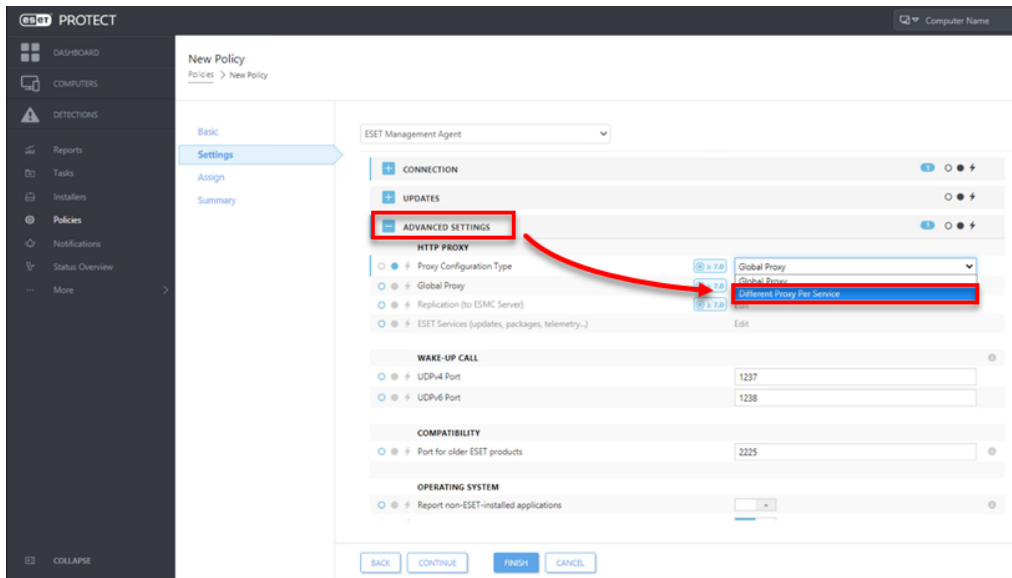 eset PROTECT
Computer Name
DASHBOARD
COMPUTERS
DETECTIONS
Reports
Tasks
Installers
Policies
Notifications
Status Overview
More
COLLAPSE
New Policy
Policies > New Policy
Basic
Settings
Assign
Summary
ESET Management Agent
CONNECTION
1
UPDATES
ADVANCED SETTINGS
1
HTTP PROXY
Proxy Configuration Type ≥ 7.0 Global Proxy
Global Proxy
Different Proxy Per Service
Global Proxy ≥ 7.0
Replication (to ESMC Server) ≥ 7.0 Edit
ESET Services (updates, packages, telemetry...) Edit
WAKE-UP CALL
UDPv4 Port 1237
UDPv6 Port 1238
COMPATIBILITY
Port for older ESET products 2225
OPERATING SYSTEM
Report non-ESET-installed applications
BACK CONTINUE FINISH CANCEL